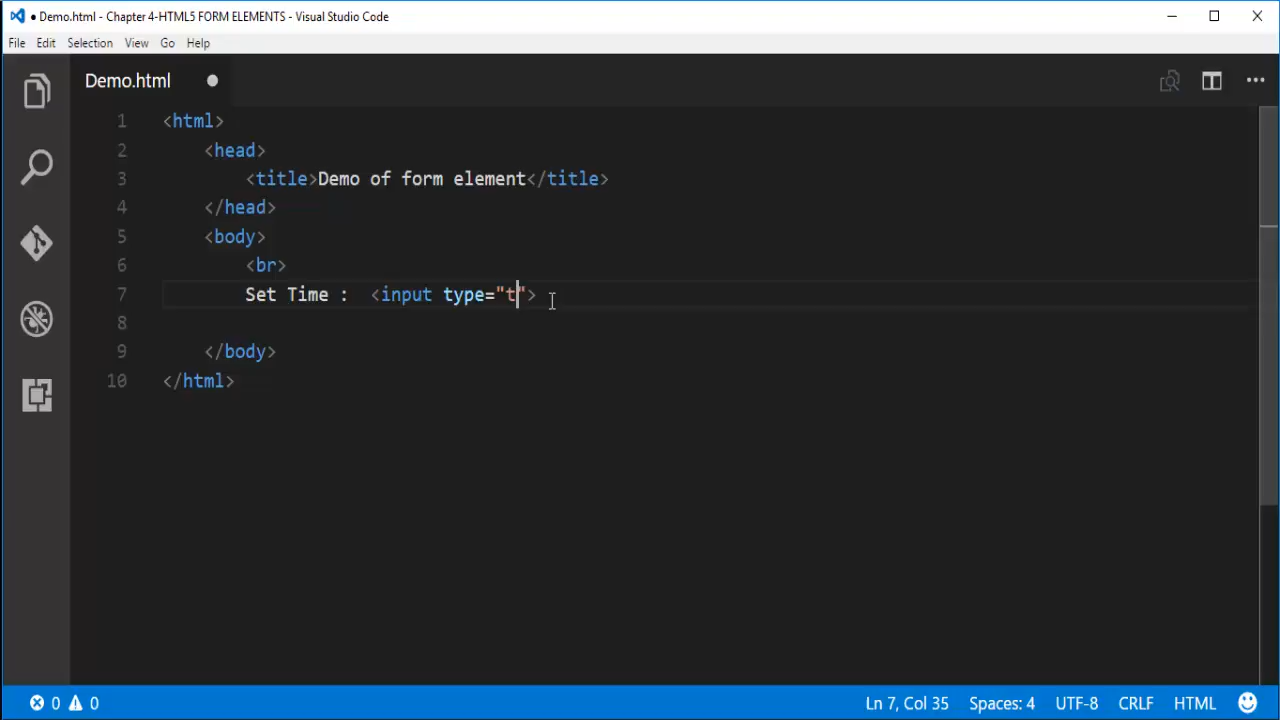 ● Demo.html - Chapter 4-HTML5 FORM ELEMENTS - Visual Studio Code
File Edit Selection View Go Help
Demo.html ●
1 <html>
2 <head>
3 <title>Demo of form element</title>
4 </head>
5 <body>
6 <br>
7 Set Time :  <input type="t">
8
9 </body>
10 </html>
0 0 Ln 7, Col 35 Spaces: 4 UTF-8 CRLF HTML